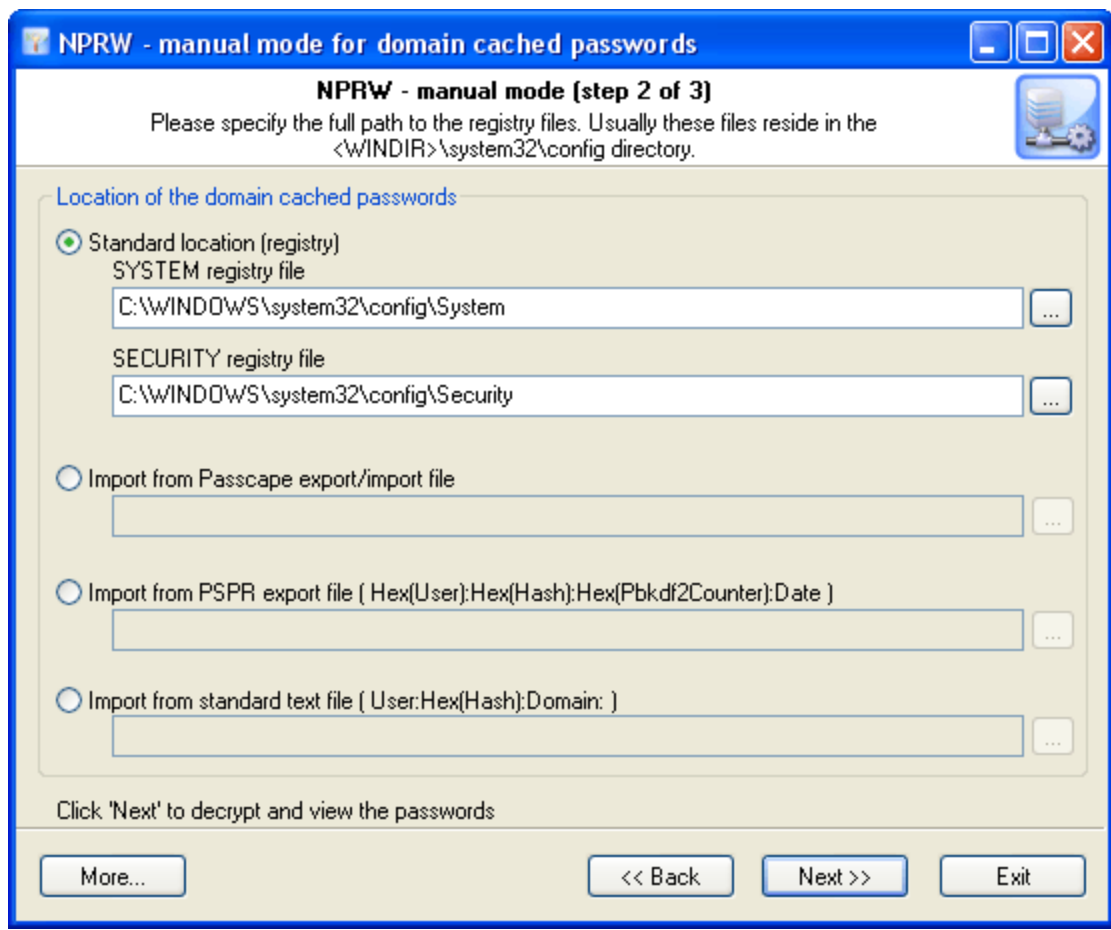 NPRW - manual mode for domain cached passwords
NPRW - manual mode (step 2 of 3)
Please specify the full path to the registry files. Usually these files reside in the
<WINDIR>\system32\config directory.
Location of the domain cached passwords
Standard location (registry)
SYSTEM registry file
C:\WINDOWS\system32\config\System
...
SECURITY registry file
C:\WINDOWS\system32\config\Security
...
Import from Passcape export/import file
...
Import from PSPR export file ( Hex(User):Hex(Hash):Hex(Pbkdf2Counter):Date )
...
Import from standard text file ( User:Hex(Hash):Domain: )
...
Click 'Next' to decrypt and view the passwords
More...
<< Back
Next >>
Exit